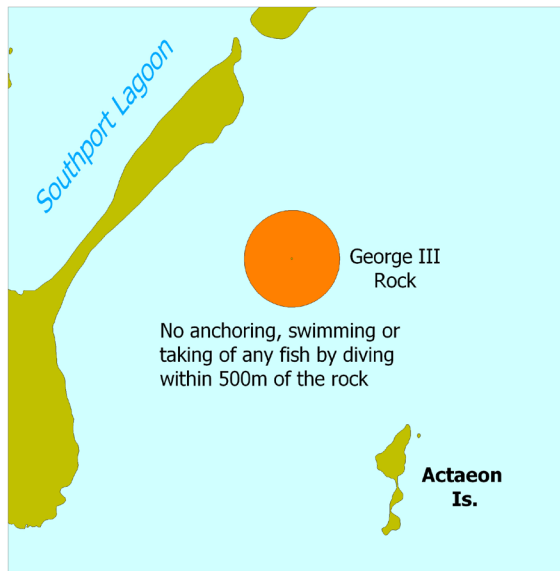 Southport Lagoon
George III
Rock
No anchoring, swimming or
taking of any fish by diving
within 500m of the rock
Actaeon
Is.